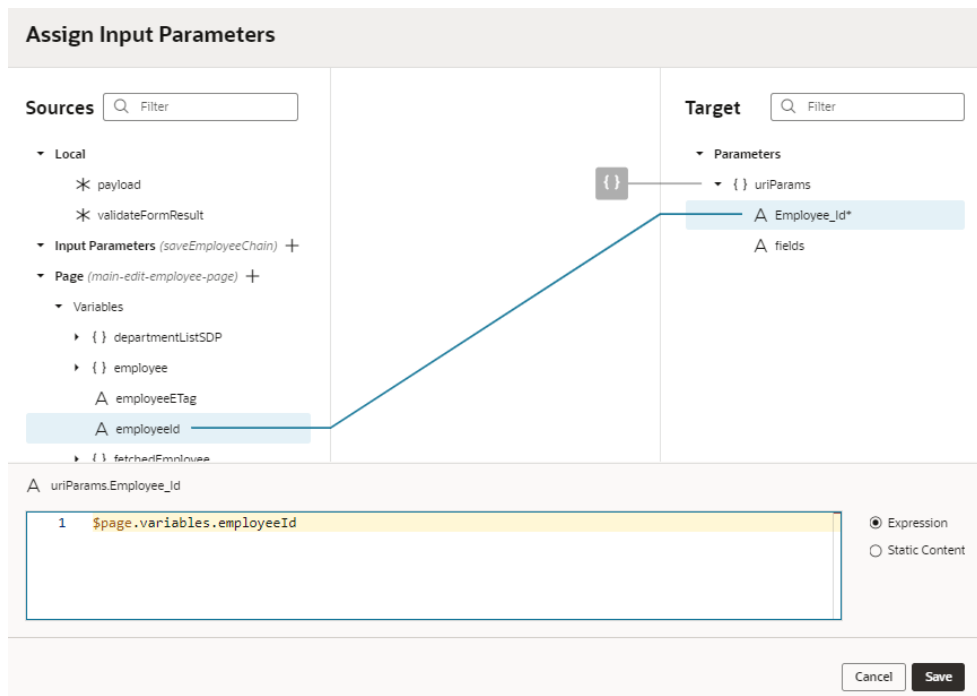 Assign Input Parameters
Sources
Filter
Local
payload
validateFormResult
Input Parameters (saveEmployeeChain)
Page (main-edit-employee-page)
Variables
{ } departmentListSDP
{ } employee
A employeeETag
A employeeId
{ } fetchedEmployee
{ }
Target
Filter
Parameters
{ } uriParams
A Employee_Id*
A fields
A uriParams.Employee_Id
1 $page.variables.employeeId
Expression
Static Content
Cancel
Save